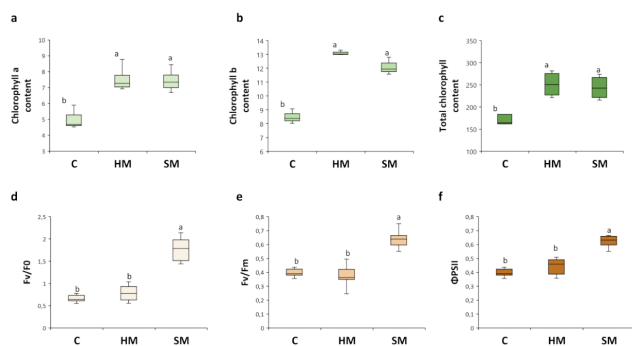 a
Chlorophyll a
content
10
9
8
7
6
5
4
3
b
a
a
C HM SM
b
Chlorophyll b
content
14
13
12
11
10
9
8
7
6
b
a
a
C HM SM
c
Total chlorophyll
content
350
300
250
200
150
100
b
a
a
C HM SM
d
Fv/F0
2,5
2
1,5
1
0,5
0
b
b
a
C HM SM
e
Fv/Fm
0,8
0,7
0,6
0,5
0,4
0,3
0,2
0,1
0
b
b
a
C HM SM
f
ΦPSII
0,8
0,7
0,6
0,5
0,4
0,3
0,2
0,1
0
b
b
a
C HM SM